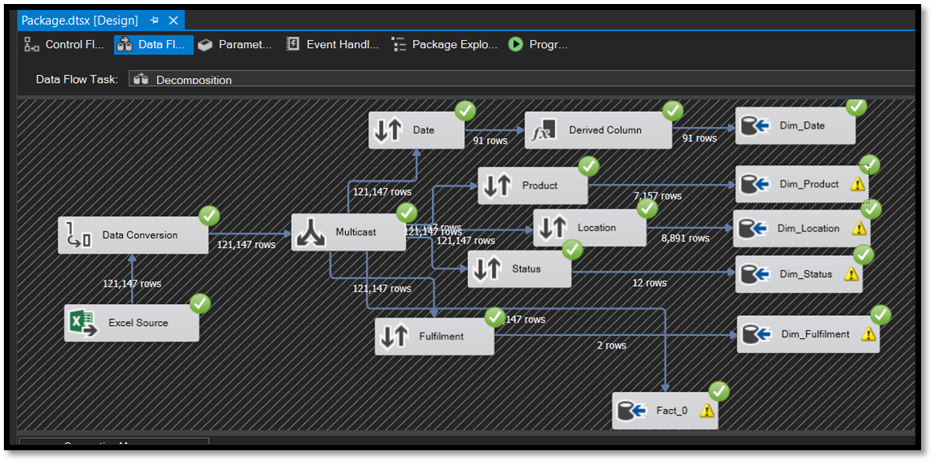 Package.dtsx [Design]
Control Fl... Data Fl... Paramet... Event Handl... Package Explo... Progr...
Data Flow Task: Decomposition
Date
91 rows
Derived Column
91 rows
Dim_Date
121,147 rows
Product
7,157 rows
Dim_Product
Data Conversion
121,147 rows
Multicast
121,147 rows
121,147 rows
Location
8,891 rows
Dim_Location
Status
12 rows
Dim_Status
121,147 rows
121,147 rows
Excel Source
Fulfilment
,147 rows
2 rows
Dim_Fulfilment
Fact_0